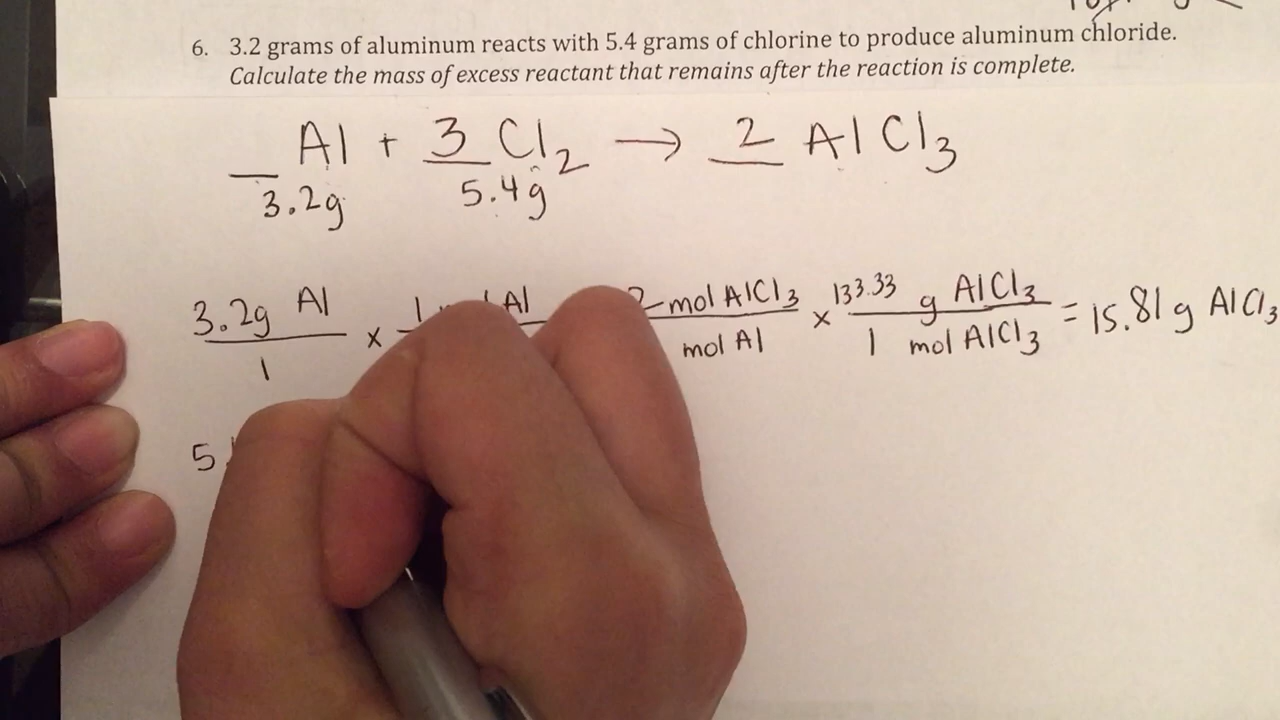 6. 3.2 grams of aluminum reacts with 5.4 grams of chlorine to produce aluminum chloride.
Calculate the mass of excess reactant that remains after the reaction is complete.
_ Al + 3 Cl₂ → 2 AlCl₃
3.2g 5.4g
3.2g Al × 1 Al 2 mol AlCl₃ × 133.33 g AlCl₃ = 15.81 g AlCl₃
1 mol Al 1 mol AlCl₃
5